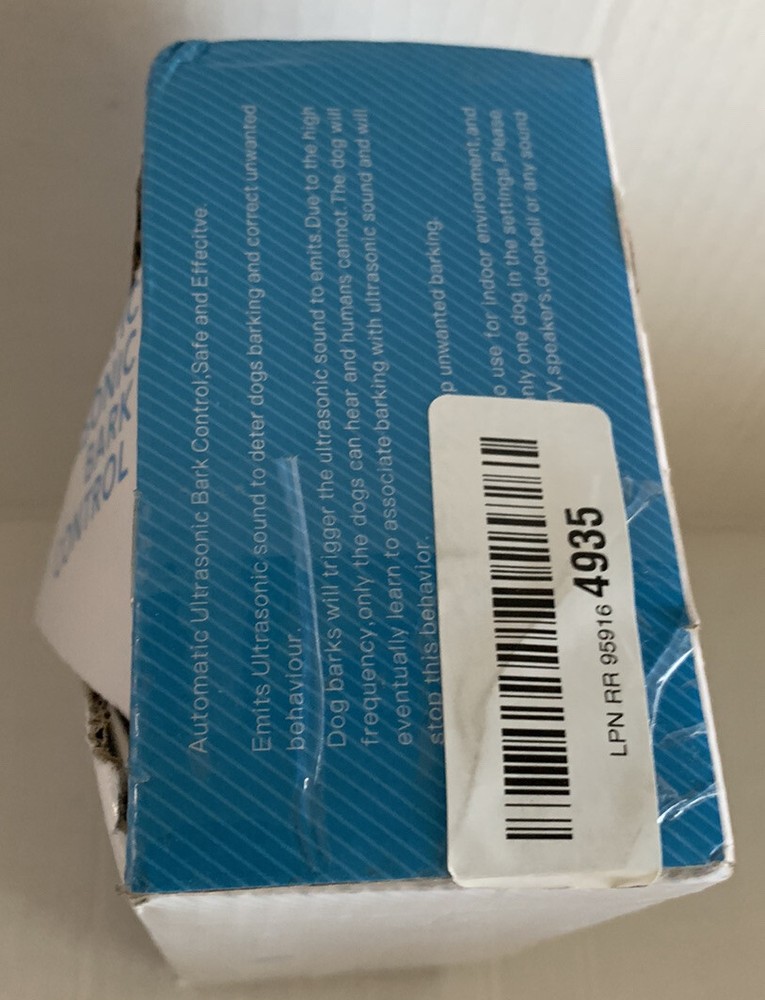 Automatic Ultrasonic Bark Control,Safe and Effecitve.
Emits Ultrasonic sound to deter dogs barking and correct unwanted
behaviour.
Dog barks will trigger the ultrasonic sound to emits.Due to the high
frequency,only the dogs can hear and humans cannot.The dog will
eventually learn to associate barking with ultrasonic sound and will
stop this behavior.
p unwanted barking.
o use for indoor environment,and
nly one dog in the settings.Please
TV,speakers,doorbell or any sound
LPN RR 95916 4935
ONIC
BARK
CONTROL